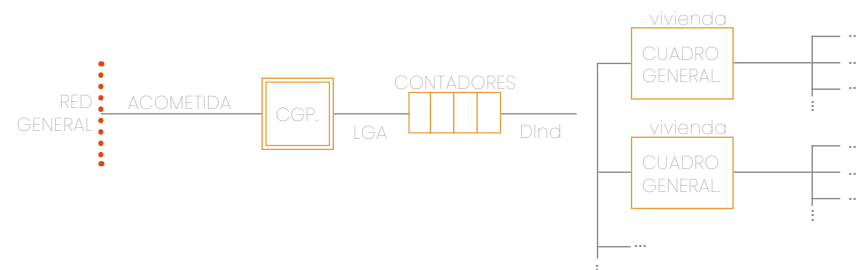 RED
GENERAL
ACOMETIDA
CGP.
LGA
CONTADORES
DInd
vivienda
CUADRO
GENERAL.
vivienda
CUADRO
GENERAL.